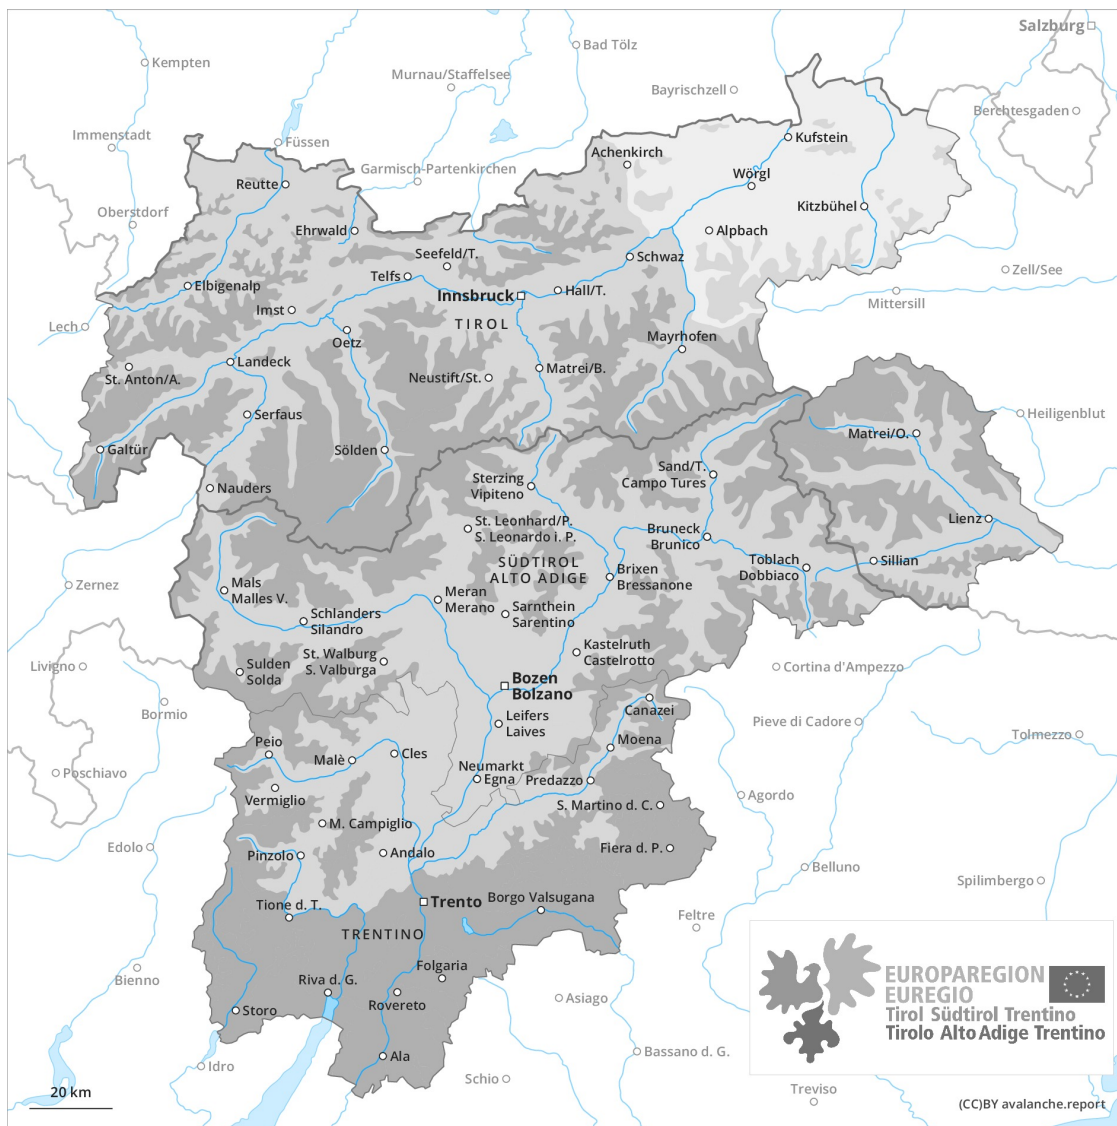 Salzburg
Bad Tölz
Kempten
Murnau/Staffelsee
Bayrischzell
Berchtesgaden
Immenstadt
Füssen
Kufstein
Achenkirch
Garmisch-Partenkirchen
Wörgl
Reutte
Oberstdorf
Kitzbühel
Ehrwald
Alpbach
Seefeld/T.
Schwaz
Zell/See
Telfs
Elbigenalp
Hall/T.
Innsbruck
Mittersill
Imst
TIROL
Lech
Oetz
Mayrhofen
Landeck
Matrei/B.
St. Anton/A.
Neustift/St.
Serfaus
Heiligenblut
Matrei/O.
Galtür
Sölden
Sand/T.
Campo Tures
Sterzing
Vipiteno
Nauders
Lienz
St. Leonhard/P.
S. Leonardo i. P.
Bruneck
Brunico
SÜDTIROL
ALTO ADIGE
Toblach
Dobbiaco
Sillian
Brixen
Bressanone
Zernez
Mals
Malles V.
Meran
Merano
Sarnthein
Sarentino
Schlanders
Silandro
Kastelruth
Castelrotto
St. Walburg
S. Valburga
Livigno
Sulden
Solda
Cortina d'Ampezzo
Bozen
Bolzano
Bormio
Canazei
Leifers
Laives
Pieve di Cadore
Tolmezzo
Peio
Moena
Cles
Malè
Neumarkt
Egna
Poschiavo
Predazzo
Vermiglio
Agordo
S. Martino d. C.
M. Campiglio
Edolo
Fiera d. P.
Pinzolo
Andalo
Belluno
Spilimbergo
Borgo Valsugana
Trento
Tione d. T.
Feltre
TRENTINO
Folgaria
Bienno
Riva d. G.
EUROPAREGION
EUREGIO
Tirol Südtirol Trentino
Tirolo Alto Adige Trentino
Asiago
Rovereto
Storo
Bassano d. G.
Ala
Idro
Schio
20 km
Treviso
(CC)BY avalanche.report